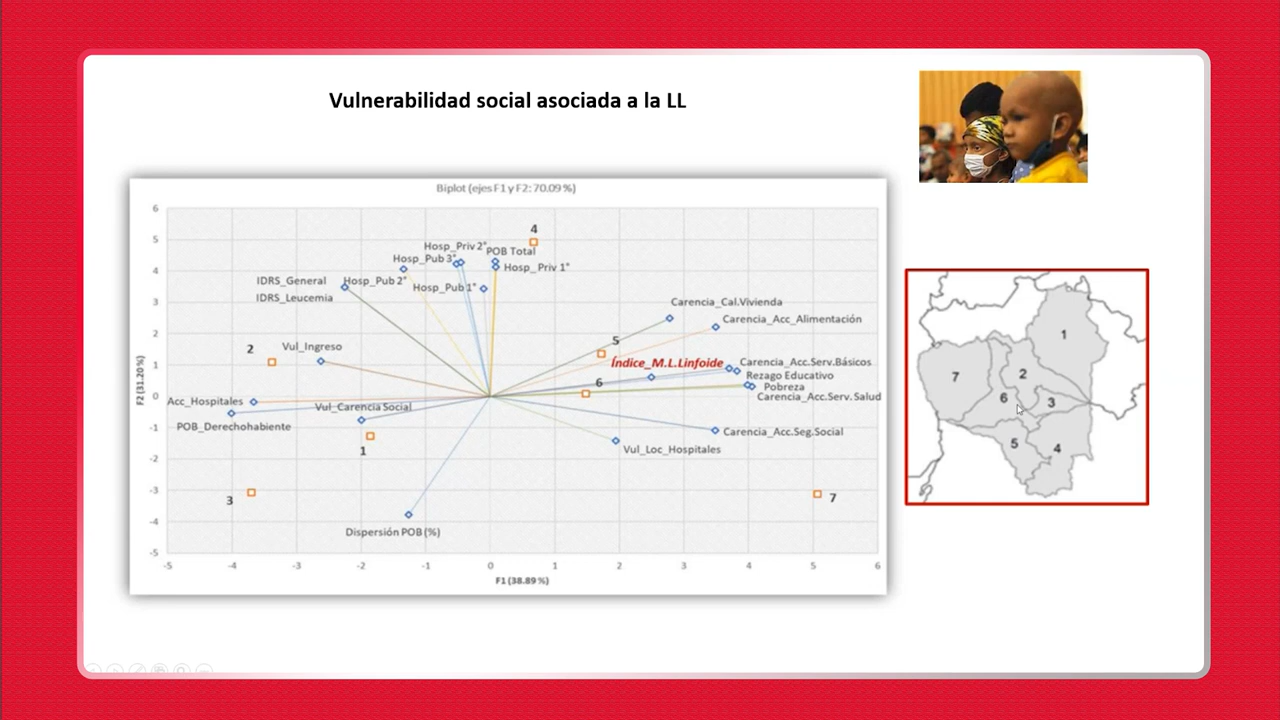 Vulnerabilidad social asociada a la LL
Biplot (ejes F1 y F2: 70.09 %)
6
5
4
3
2
1
0
-1
-2
-3
-4
-5
F2 (31.20 %)
-5 -4 -3 -2 -1 0 1 2 3 4 5 6
F1 (38.89 %)
4
Hosp_Priv 2°
POB Total
Hosp_Pub 3°
Hosp_Priv 1°
IDRS_General
Hosp_Pub 2°
Hosp_Pub 1°
IDRS_Leucemia
Carencia_Cal.Vivienda
Carencia_Acc_Alimentación
5
2
Vul_Ingreso
Índice_M.L.Linfoide
Carencia_Acc.Serv.Básicos
Rezago Educativo
6
Pobreza
Carencia_Acc.Serv.Salud
Acc_Hospitales
Vul_Carencia Social
POB_Derechohabiente
Carencia_Acc.Seg.Social
1
Vul_Loc_Hospitales
3
7
Dispersión POB (%)
1
2
7
6
3
5
4